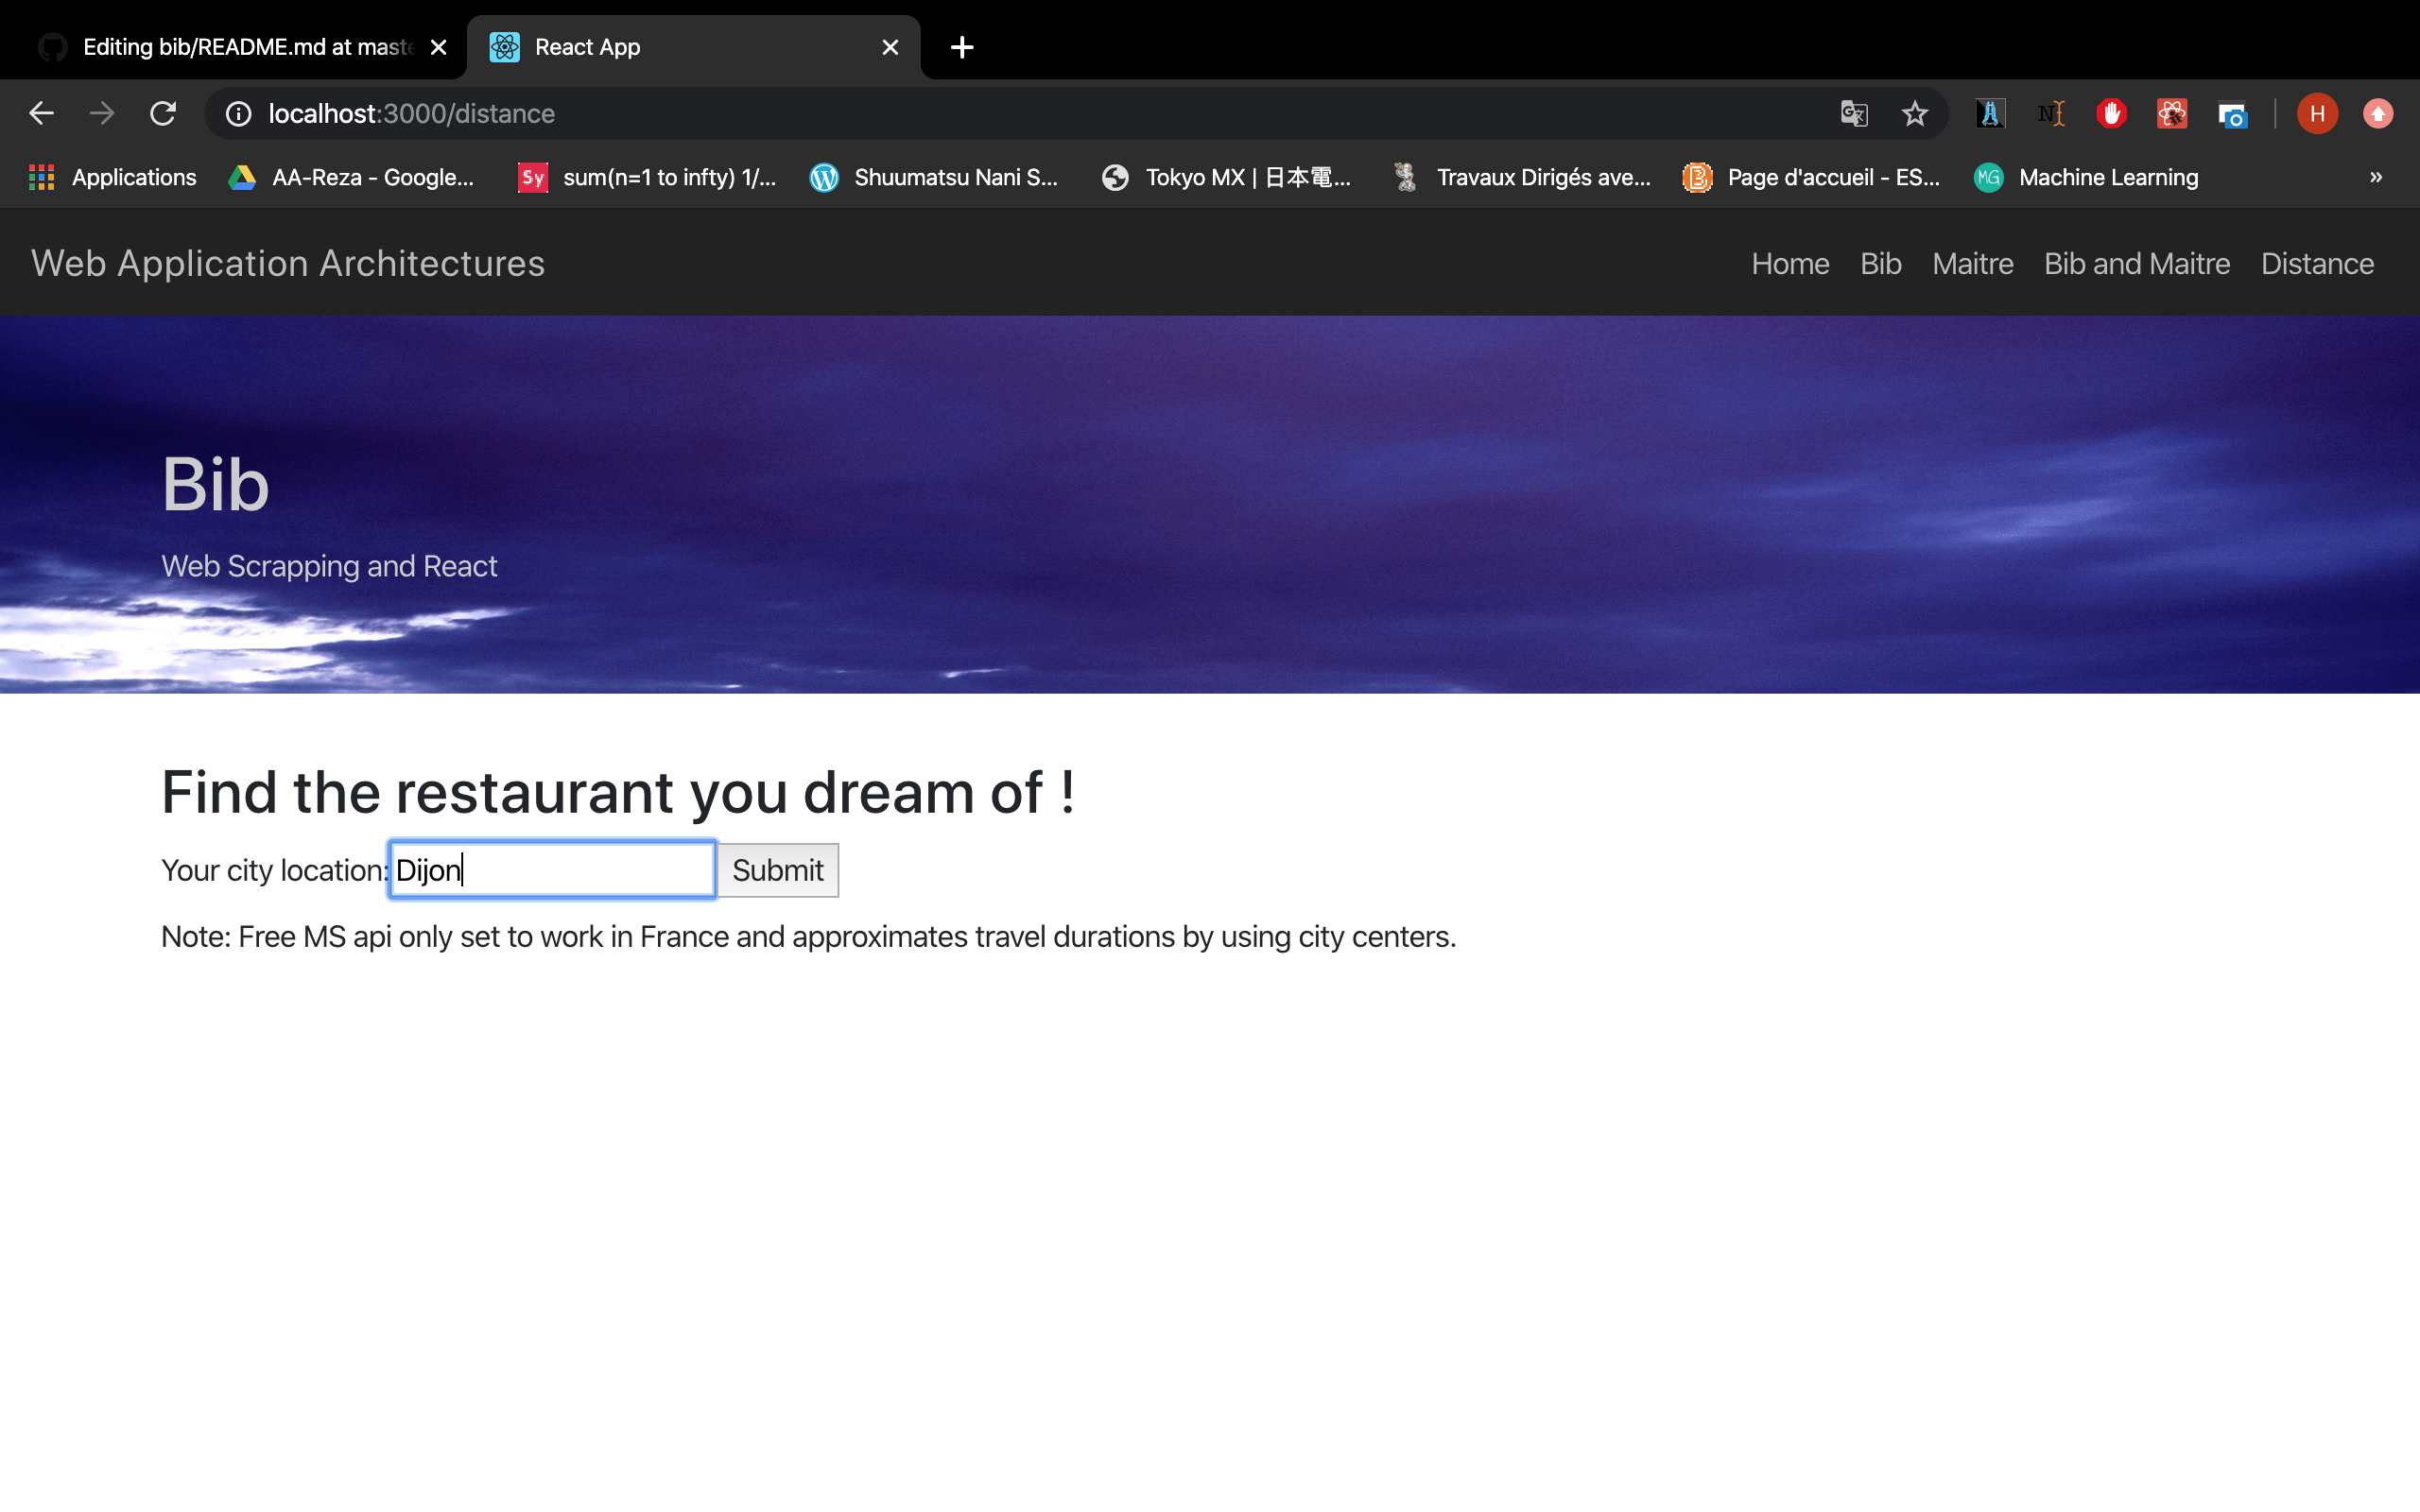 Editing bib/README.md at maste
React App
localhost:3000/distance
H
Applications
AA-Reza - Google...
Sy sum(n=1 to infty) 1/...
Shuumatsu Nani S...
Tokyo MX | 日本電...
Travaux Dirigés ave...
Page d'accueil - ES...
MG Machine Learning
»
Web Application Architectures
Home Bib Maitre Bib and Maitre Distance
Bib
Web Scrapping and React
Find the restaurant you dream of !
Your city location: Dijon Submit
Note: Free MS api only set to work in France and approximates travel durations by using city centers.